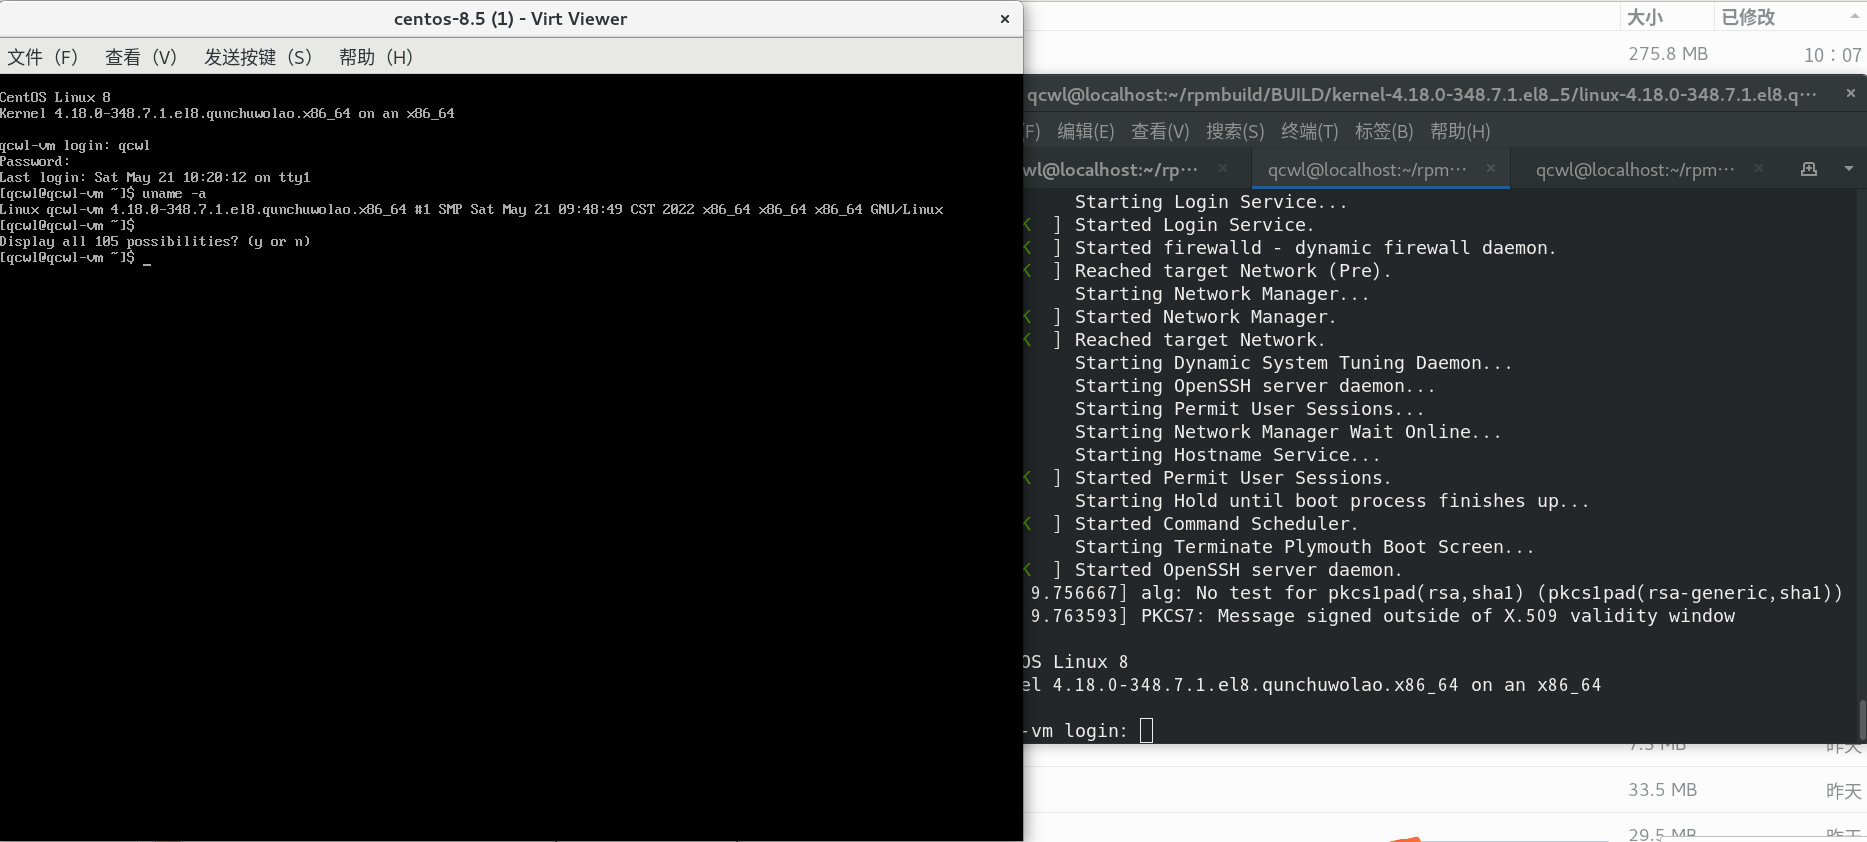 centos-8.5 (1) - Virt Viewer
文件（F） 查看（V） 发送按键（S） 帮助（H）
CentOS Linux 8
Kernel 4.18.0-348.7.1.el8.qunchuwolao.x86_64 on an x86_64
qcwl-vm login: qcwl
Password:
Last login: Sat May 21 10:20:12 on tty1
[qcwl@qcwl-vm ~]$ uname -a
Linux qcwl-vm 4.18.0-348.7.1.el8.qunchuwolao.x86_64 #1 SMP Sat May 21 09:48:49 CST 2022 x86_64 x86_64 x86_64 GNU/Linux
[qcwl@qcwl-vm ~]$
Display all 105 possibilities? (y or n)
[qcwl@qcwl-vm ~]$ _
大小 已修改
275.8 MB 10：07
qcwl@localhost:~/rpmbuild/BUILD/kernel-4.18.0-348.7.1.el8_5/linux-4.18.0-348.7.1.el8.q···
(F) 编辑(E) 查看(V) 搜索(S) 终端(T) 标签(B) 帮助(H)
wl@localhost:~/rpm··· qcwl@localhost:~/rpm··· qcwl@localhost:~/rpm···
Starting Login Service...
K ] Started Login Service.
K ] Started firewalld - dynamic firewall daemon.
K ] Reached target Network (Pre).
Starting Network Manager...
K ] Started Network Manager.
K ] Reached target Network.
Starting Dynamic System Tuning Daemon...
Starting OpenSSH server daemon...
Starting Permit User Sessions...
Starting Network Manager Wait Online...
Starting Hostname Service...
K ] Started Permit User Sessions.
Starting Hold until boot process finishes up...
K ] Started Command Scheduler.
Starting Terminate Plymouth Boot Screen...
K ] Started OpenSSH server daemon.
9.756667] alg: No test for pkcs1pad(rsa,sha1) (pkcs1pad(rsa-generic,sha1))
9.763593] PKCS7: Message signed outside of X.509 validity window
OS Linux 8
el 4.18.0-348.7.1.el8.qunchuwolao.x86_64 on an x86_64
-vm login:
7.5 MB 昨天
33.5 MB 昨天
29.5 MB 昨天